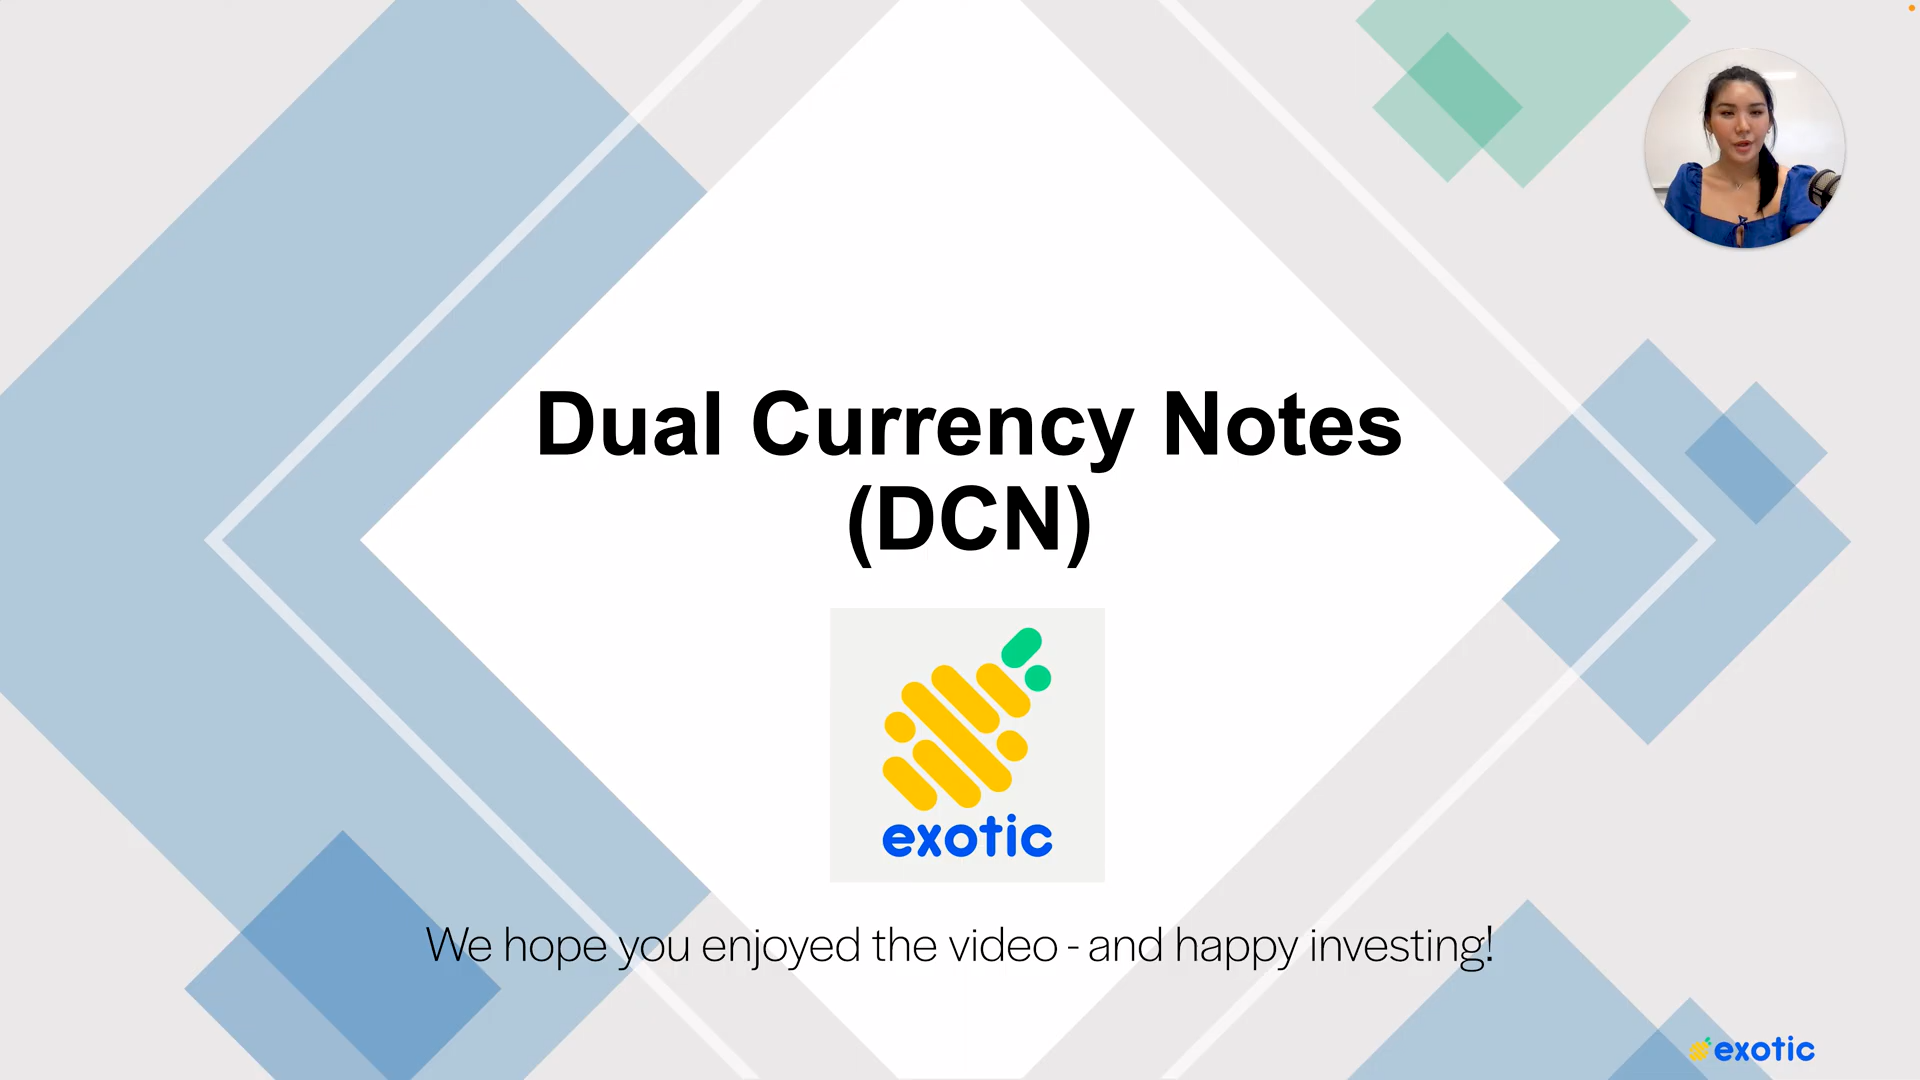 Dual Currency Notes
(DCN)
exotic
We hope you enjoyed the video - and happy investing!
exotic